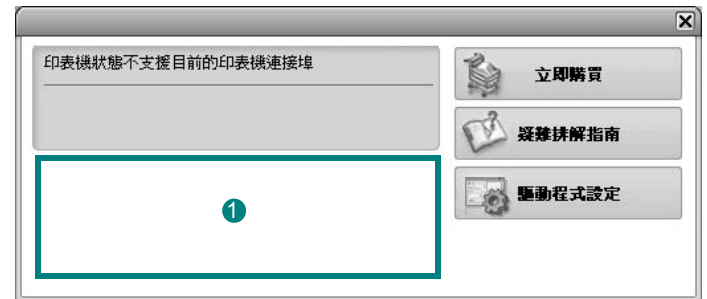 印表機狀態不支援目前的印表機連接埠
立即購買
疑難排解指南
驅動程式設定
1